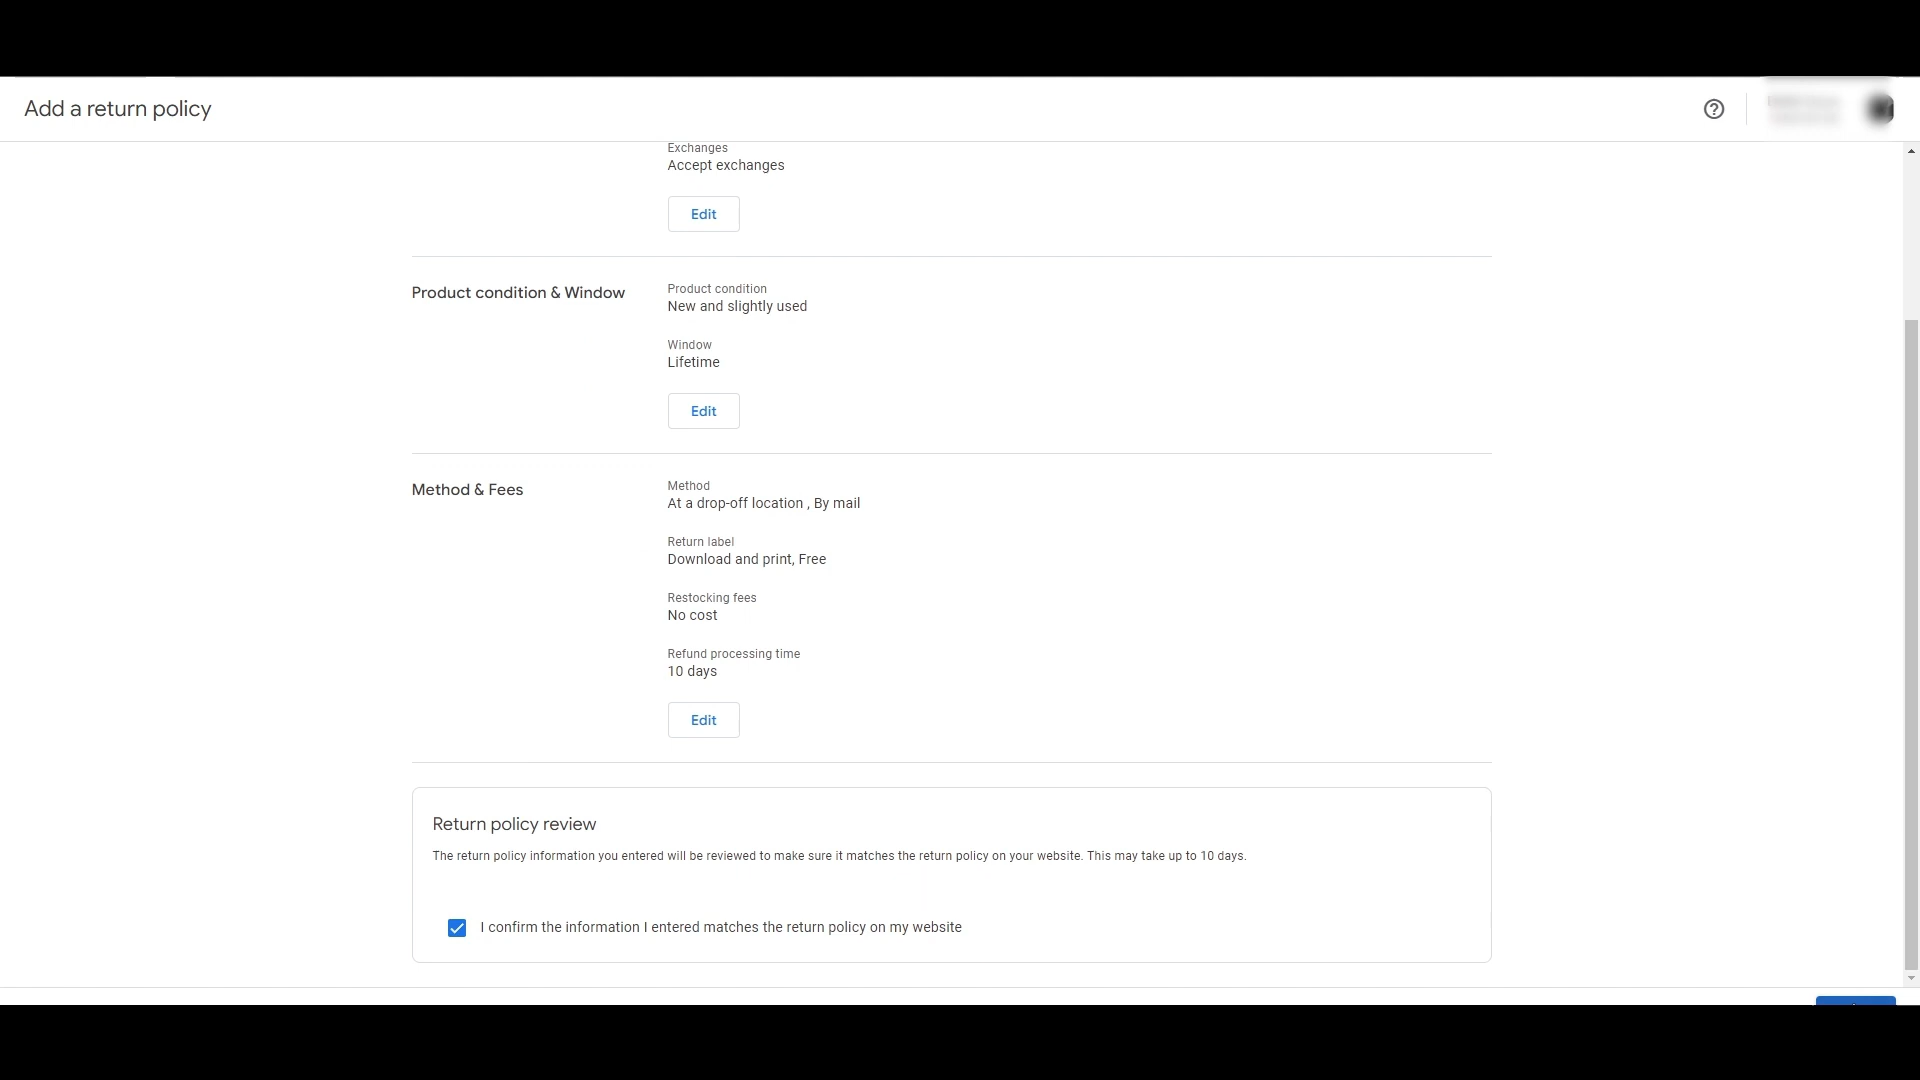 Add a return policy
Exchanges
Accept exchanges
Edit
Product condition & Window
Product condition
New and slightly used
Window
Lifetime
Edit
Method & Fees
Method
At a drop-off location , By mail
Return label
Download and print, Free
Restocking fees
No cost
Refund processing time
10 days
Edit
Return policy review
The return policy information you entered will be reviewed to make sure it matches the return policy on your website. This may take up to 10 days.
I confirm the information I entered matches the return policy on my website